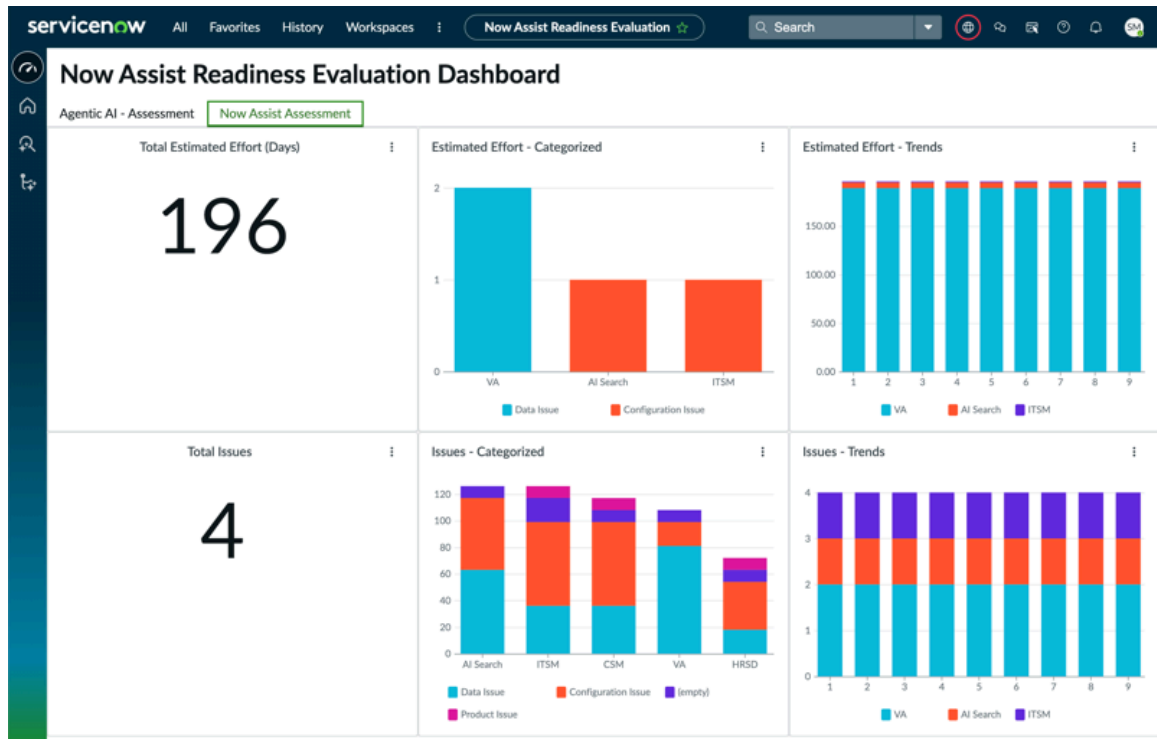 servicenow All Favorites History Workspaces Now Assist Readiness Evaluation Search SM
Now Assist Readiness Evaluation Dashboard
Agentic AI - Assessment Now Assist Assessment
Total Estimated Effort (Days)
196
Estimated Effort - Categorized
2
1
0
VA AI Search ITSM
Data Issue Configuration Issue
Estimated Effort - Trends
150.00
100.00
50.00
0.00
1 2 3 4 5 6 7 8 9
VA AI Search ITSM
Total Issues
4
Issues - Categorized
120
100
80
60
40
20
0
AI Search ITSM CSM VA HRSD
Data Issue Configuration Issue (empty)
Product Issue
Issues - Trends
4
3
2
1
0
1 2 3 4 5 6 7 8 9
VA AI Search ITSM